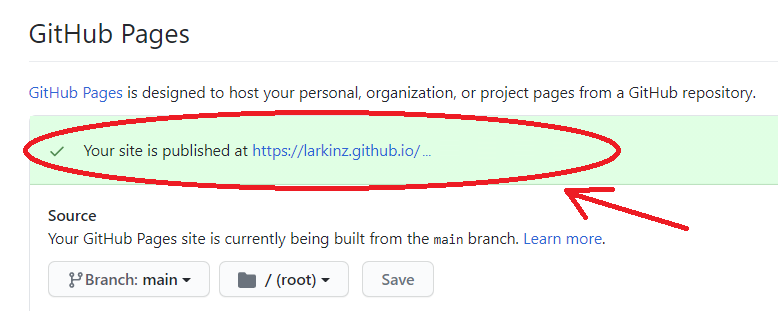 GitHub Pages
GitHub Pages is designed to host your personal, organization, or project pages from a GitHub repository.
Your site is published at https://larkinz.github.io/...
Source
Your GitHub Pages site is currently being built from the main branch. Learn more.
Branch: main
/ (root)
Save